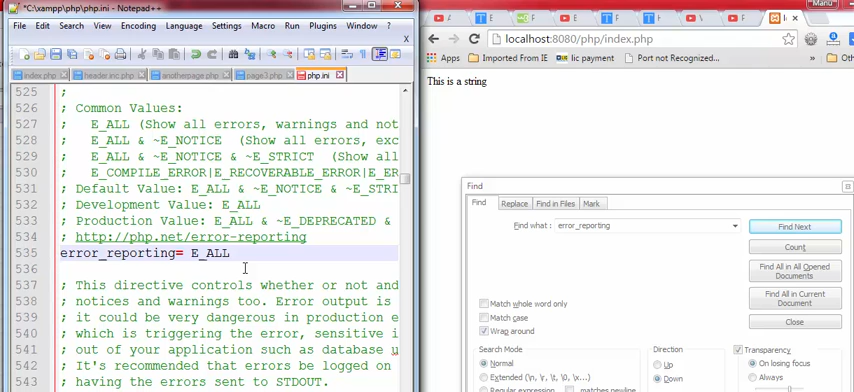 *C:\xampp\php\php.ini - Notepad++
File Edit Search View Encoding Language Settings Macro Run Plugins Window ?
X
index.php header.inc.php anotherpage.php page3.php php.ini
525 ;
526 ; Common Values:
527 ; E_ALL (Show all errors, warnings and not
528 ; E_ALL & ~E_NOTICE (Show all errors, exc
529 ; E_ALL & ~E_NOTICE & ~E_STRICT (Show all
530 ; E_COMPILE_ERROR|E_RECOVERABLE_ERROR|E_ER
531 ; Default Value: E_ALL & ~E_NOTICE & ~E_STRI
532 ; Development Value: E_ALL
533 ; Production Value: E_ALL & ~E_DEPRECATED &
534 ; http://php.net/error-reporting
535 error_reporting= E_ALL
536
537 ; This directive controls whether or not and
538 ; notices and warnings too. Error output is
539 ; it could be very dangerous in production e
540 ; which is triggering the error, sensitive i
541 ; out of your application such as database u
542 ; It's recommended that errors be logged on
543 ; having the errors sent to STDOUT.
Manu
localhost:8080/php/index.php
Apps Imported From IE lic payment Port not Recognized...
This is a string
Find
Find Replace Find in Files Mark
Find what : error_reporting
Find Next
Count
Find All in All Opened
Documents
Find All in Current
Document
Close
Match whole word only
Match case
Wrap around
Search Mode
Normal
Extended (\n, \r, \t, \0, \x...)
Regular expression matches newline
Direction
Up
Down
Transparency
On losing focus
Always